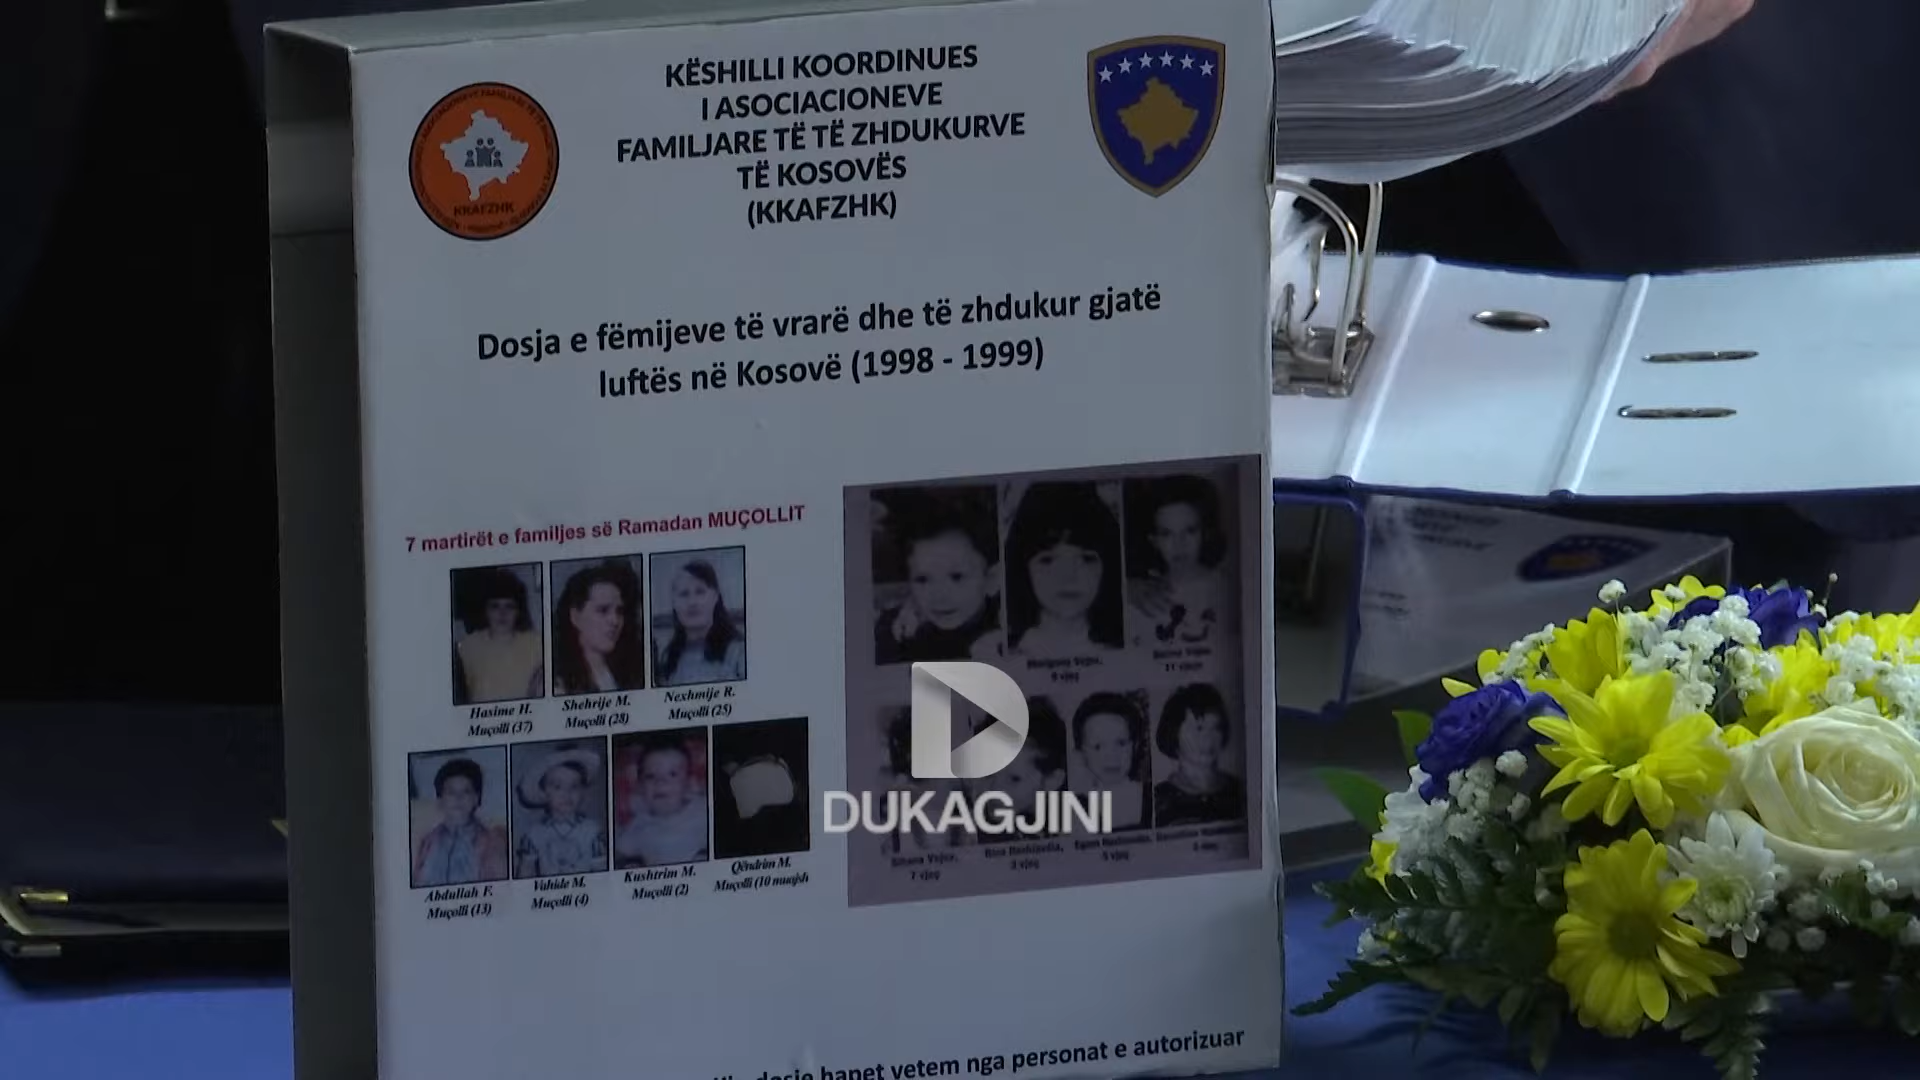 KËSHILLI KOORDINUES
I ASOCIACIONEVE
FAMILJARE TË TË ZHDUKURVE
TË KOSOVËS
(KKAFZHK)
KKAFZHK
Dosja e fëmijeve të vrarë dhe të zhdukur gjatë
luftës në Kosovë (1998 - 1999)
7 martirët e familjes së Ramadan MUÇOLLIT
Haxime H.
Muçolli (37)
Shehrije M.
Muçolli (28)
Nexhmije R.
Muçolli (25)
Abdullah F.
Muçolli (13)
Vahide M.
Muçolli (4)
Kushtrim M.
Muçolli (2)
Qëndrim M.
Muçolli (10 muajsh
7 vjeç
DUKAGJINI
hapet vetem nga personat e autorizuar